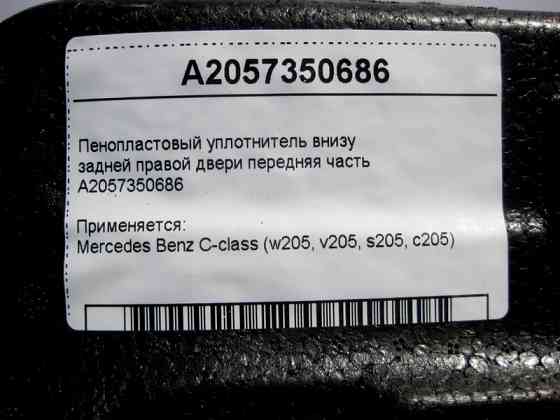 A2057350686
Пенопластовый уплотнитель внизу
задней правой двери передняя часть
A2057350686
Применяется:
Mercedes Benz C-class (w205, v205, s205, c205)